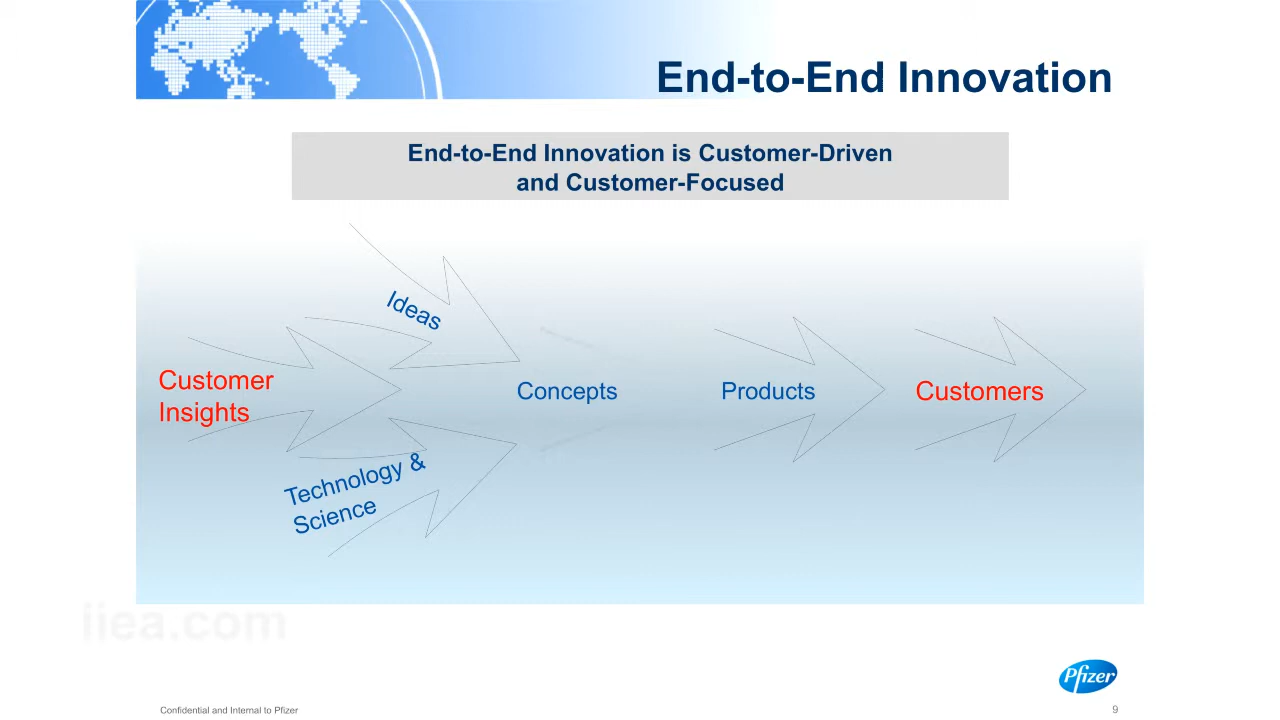 End-to-End Innovation
End-to-End Innovation is Customer-Driven
and Customer-Focused
Ideas
Customer
Insights
Concepts
Products
Customers
Technology &
Science
iiea.com
Pfizer
Confidential and Internal to Pfizer
9